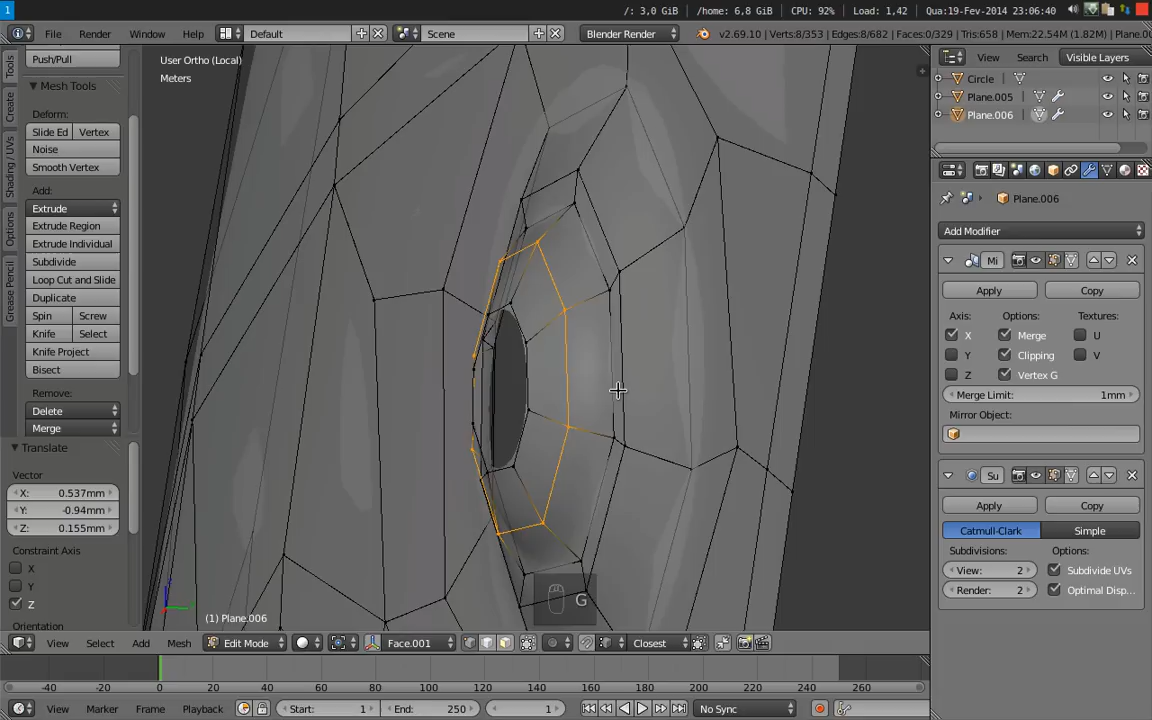 1 /: 3,0 GiB /home: 6,8 GiB CPU: 92% Load: 1,42 Qua:19-Fev-2014 23:06:40
File Render Window Help Default Scene Blender Render v2.69.10 | Verts:8/353 | Edges:8/682 | Faces:0/329 | Tris:658 | Mem:22.54M (1.82M) | Plane.0
Tools
Create
Shading / UVs
Options
Grease Pencil
Push/Pull
Mesh Tools
Deform:
Slide Ed Vertex
Noise
Smooth Vertex
Add:
Extrude
Extrude Region
Extrude Individual
Subdivide
Loop Cut and Slide
Duplicate
Spin Screw
Knife Select
Knife Project
Bisect
Remove:
Delete
Merge
Translate
Vector
X: 0.537mm
Y: -0.94mm
Z: 0.155mm
Constraint Axis
X
Y
Z
Orientation
User Ortho (Local)
Meters
G
(1) Plane.006
View Select Add Mesh Edit Mode Face.001 Closest
-40 -20 0 20 40 60 80 100 120 140 160 180 200 220 240 260
View Marker Frame Playback Start: 1 End: 250 1 No Sync
View Search Visible Layers
Circle
Plane.005
Plane.006
Plane.006
Add Modifier
Mi
Apply Copy
Axis: Options: Textures:
X Merge U
Y Clipping V
Z Vertex G
Merge Limit: 1mm
Mirror Object:
Su
Apply Copy
Catmull-Clark Simple
Subdivisions: Options:
View: 2 Subdivide UVs
Render: 2 Optimal Disp...